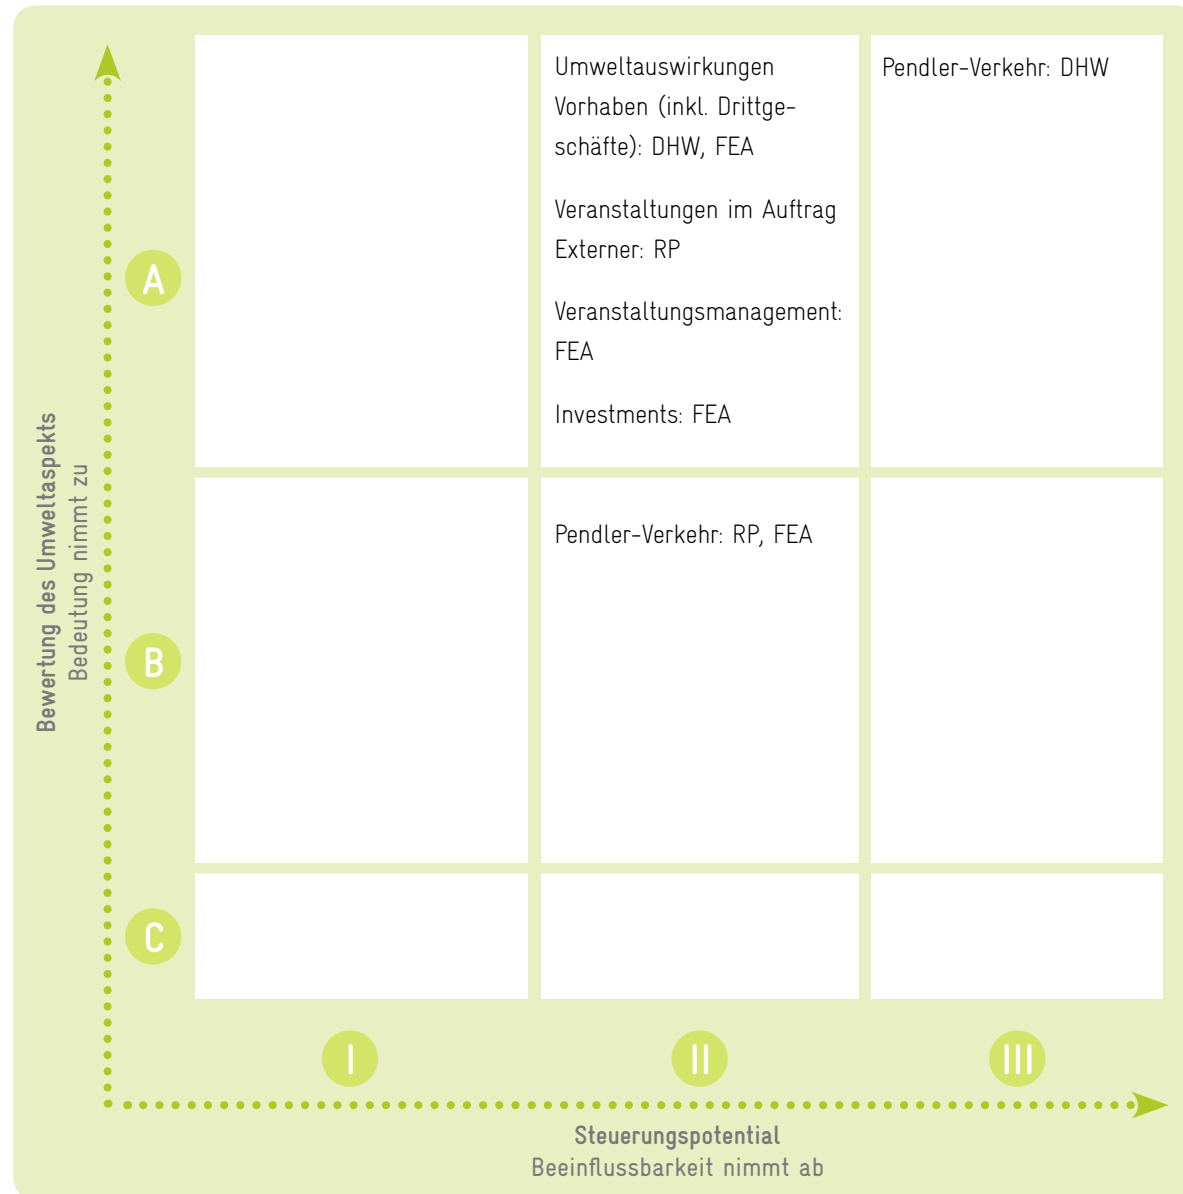 Umweltauswirkungen
Vorhaben (inkl. Drittge-
schäfte): DHW, FEA
Veranstaltungen im Auftrag
Externer: RP
Veranstaltungsmanagement:
FEA
Investments: FEA
Pendler-Verkehr: DHW
A
Bewertung des Umweltaspekts
Bedeutung nimmt zu
Pendler-Verkehr: RP, FEA
B
C
I
II
III
Steuerungspotential
Beeinflussbarkeit nimmt ab